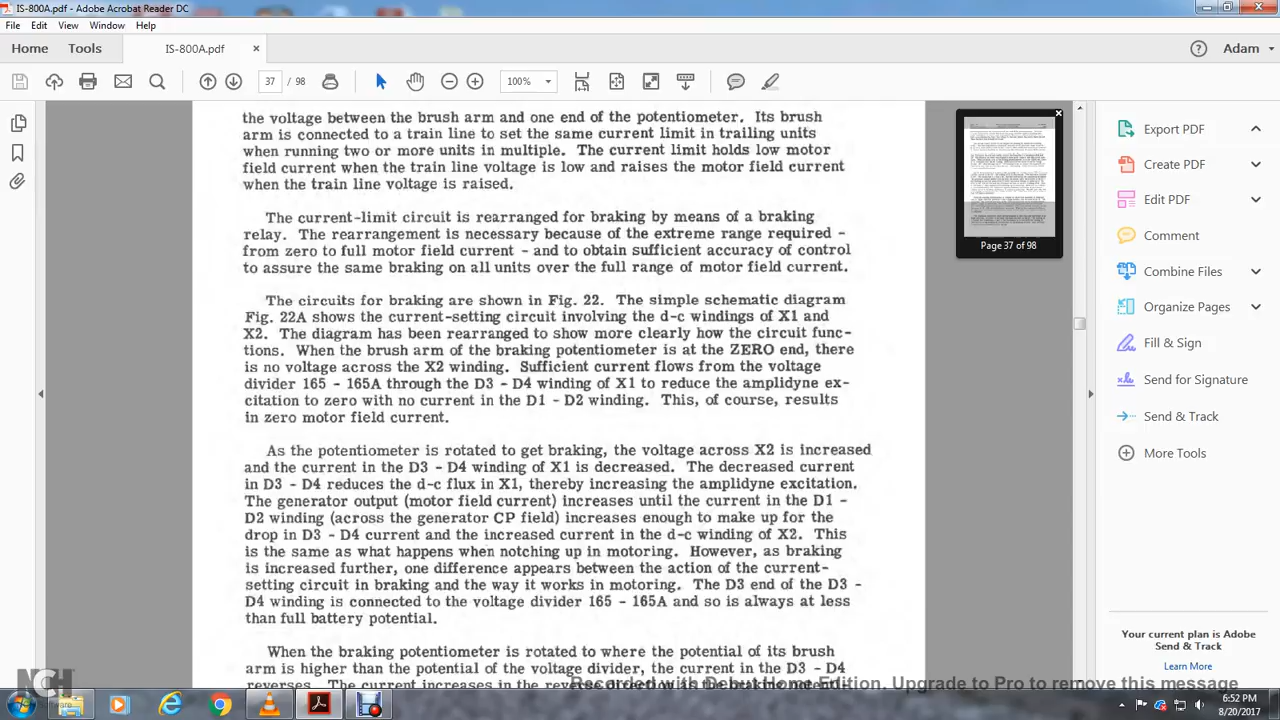 IS-800A.pdf - Adobe Acrobat Reader DC
File Edit View Window Help
Home Tools IS-800A.pdf × Adam
37 / 98 100%
the voltage between the brush arm and one end of the potentiometer. Its brush
arm is connected to a train line to set the same current limit in trailing units
when running two or more units in multiple. The current limit holds low motor
field current when the train line voltage is low and raises the motor field current
when the train line voltage is raised.
The current-limit circuit is rearranged for braking by means of a braking
relay. The rearrangement is necessary because of the extreme range required -
from zero to full motor field current - and to obtain sufficient accuracy of control
to assure the same braking on all units over the full range of motor field current.
The circuits for braking are shown in Fig. 22. The simple schematic diagram
Fig. 22A shows the current-setting circuit involving the d-c windings of X1 and
X2. The diagram has been rearranged to show more clearly how the circuit func-
tions. When the brush arm of the braking potentiometer is at the ZERO end, there
is no voltage across the X2 winding. Sufficient current flows from the voltage
divider 165 - 165A through the D3 - D4 winding of X1 to reduce the amplidyne ex-
citation to zero with no current in the D1 - D2 winding. This, of course, results
in zero motor field current.
As the potentiometer is rotated to get braking, the voltage across X2 is increased
and the current in the D3 - D4 winding of X1 is decreased. The decreased current
in D3 - D4 reduces the d-c flux in X1, thereby increasing the amplidyne excitation.
The generator output (motor field current) increases until the current in the D1 -
D2 winding (across the generator CP field) increases enough to make up for the
drop in D3 - D4 current and the increased current in the d-c winding of X2. This
is the same as what happens when notching up in motoring. However, as braking
is increased further, one difference appears between the action of the current-
setting circuit in braking and the way it works in motoring. The D3 end of the D3 -
D4 winding is connected to the voltage divider 165 - 165A and so is always at less
than full battery potential.
When the braking potentiometer is rotated to where the potential of its brush
arm is higher than the potential of the voltage divider, the current in the D3 - D4
reverses. The current increases in the reverse direction as the braking
Page 37 of 98
Export PDF
Create PDF
Edit PDF
Comment
Combine Files
Organize Pages
Fill & Sign
Send for Signature
Send & Track
More Tools
Your current plan is Adobe
Send & Track
Learn More
NCH
ware
Recorded with Debut Home Edition. Upgrade to Pro to remove this message
6:52 PM
8/20/2017